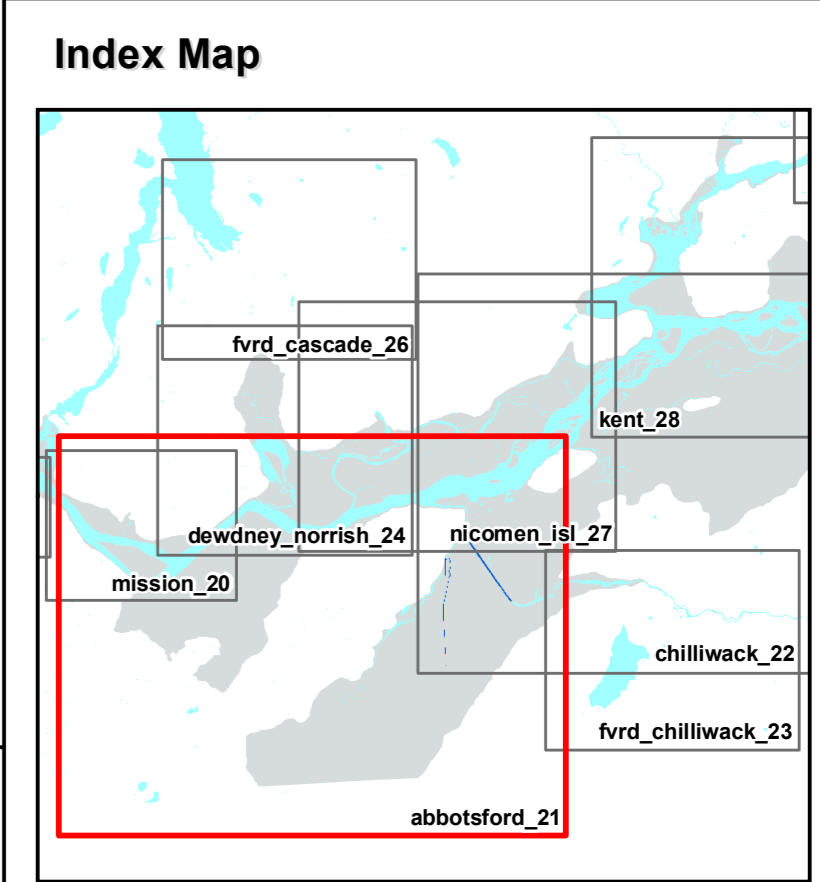 Index Map
fvrd_cascade_26
kent_28
dewdney_norrish_24
nicomen_isl_27
mission_20
chilliwack_22
fvrd_chilliwack_23
abbotsford_21